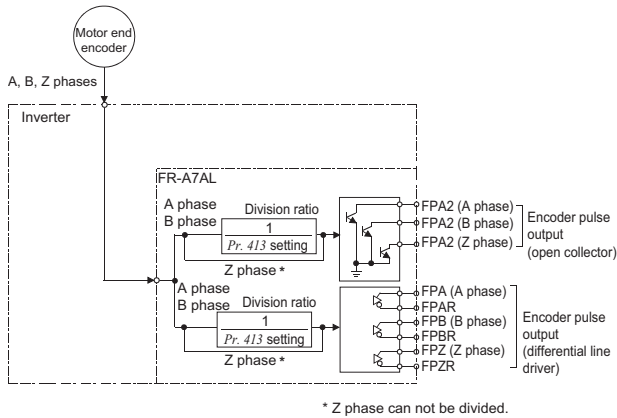 Motor end
encoder
A, B, Z phases
Inverter
FR-A7AL
A phase
B phase
Division ratio
1
Pr. 413 setting
Z phase *
FPA2 (A phase)
FPA2 (B phase)
FPA2 (Z phase)
Encoder pulse
output
(open collector)
A phase
B phase
Division ratio
1
Pr. 413 setting
Z phase *
FPA (A phase)
FPAR
FPB (B phase)
FPBR
FPZ (Z phase)
FPZR
Encoder pulse
output
(differential line
driver)
* Z phase can not be divided.